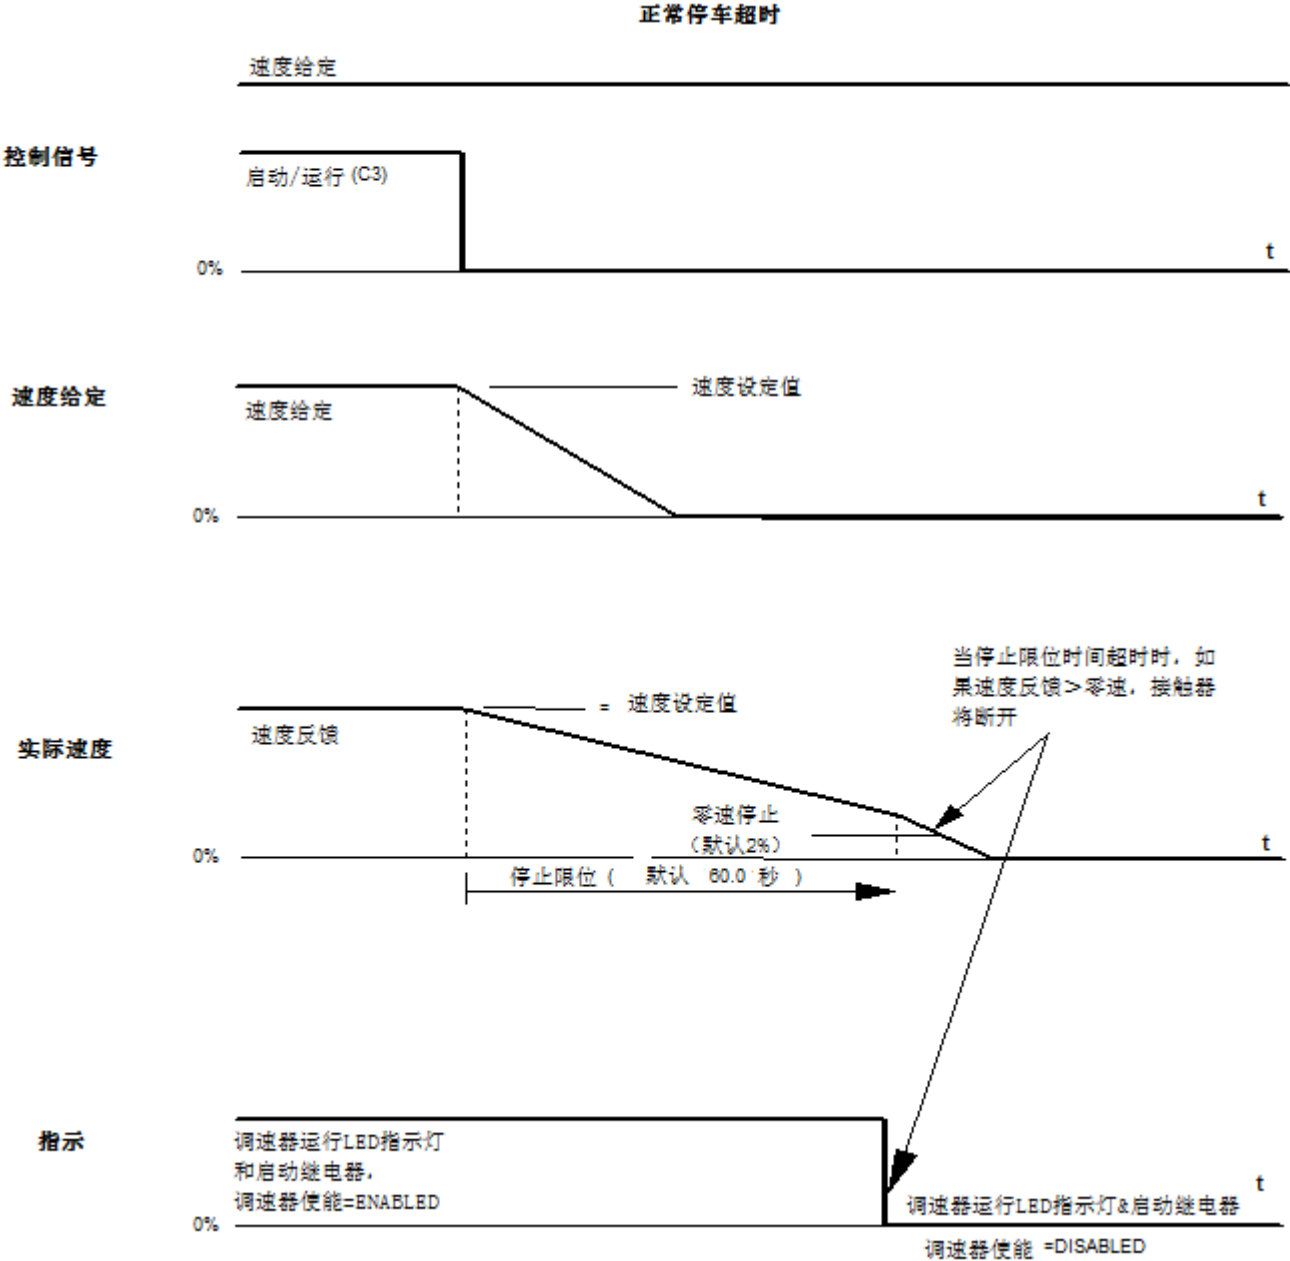 正常停车超时
速度给定
控制信号
启动/运行 (C3)
0%
t
速度给定
速度设定值
速度给定
0%
t
当停止限位时间超时时，如
果速度反馈＞零速，接触器
将断开
= 速度设定值
实际速度
速度反馈
零速停止
（默认2%）
0%
t
停止限位 ( 默认 60.0 秒 )
指示
调速器运行LED指示灯
和启动继电器，
调速器使能=ENABLED
0%
t
调速器运行LED指示灯&启动继电器
调速器使能 =DISABLED